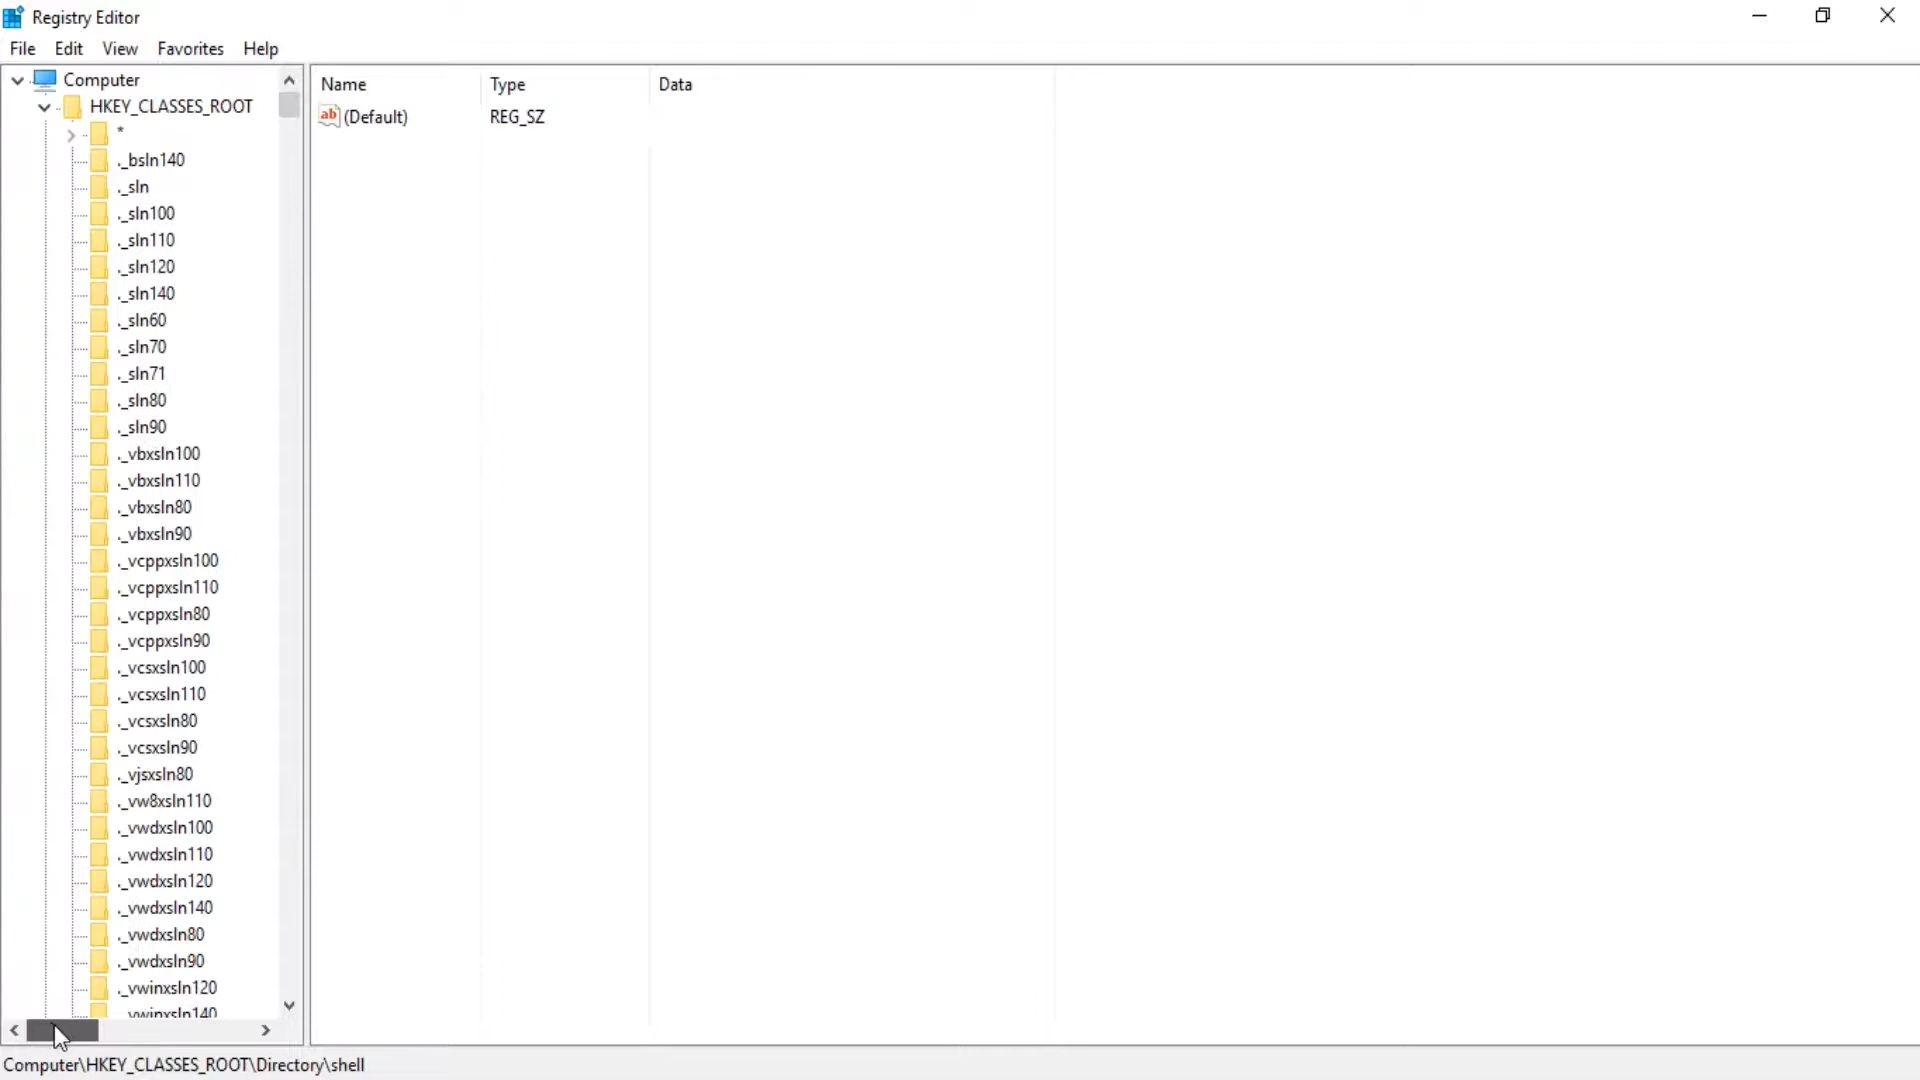 Registry Editor
File Edit View Favorites Help
Computer
HKEY_CLASSES_ROOT
*
._bsln140
._sln
._sln100
._sln110
._sln120
._sln140
._sln60
._sln70
._sln71
._sln80
._sln90
._vbxsln100
._vbxsln110
._vbxsln80
._vbxsln90
._vcppxsln100
._vcppxsln110
._vcppxsln80
._vcppxsln90
._vcsxsln100
._vcsxsln110
._vcsxsln80
._vcsxsln90
._vjsxsln80
._vw8xsln110
._vwdxsln100
._vwdxsln110
._vwdxsln120
._vwdxsln140
._vwdxsln80
._vwdxsln90
._vwinxsln120
._vwinxsln140
Name Type Data
ab (Default) REG_SZ
Computer\HKEY_CLASSES_ROOT\Directory\shell